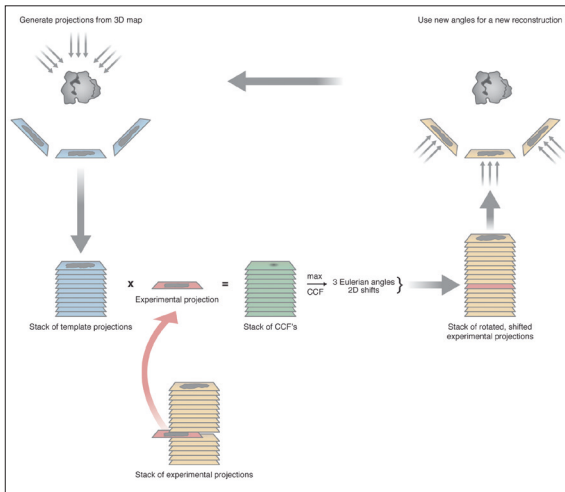 Generate projections from 3D map
Use new angles for a new reconstruction
Stack of template projections
x
Experimental projection
=
Stack of CCF's
max
CCF
3 Eulerian angles
2D shifts
}
Stack of rotated, shifted
experimental projections
Stack of experimental projections